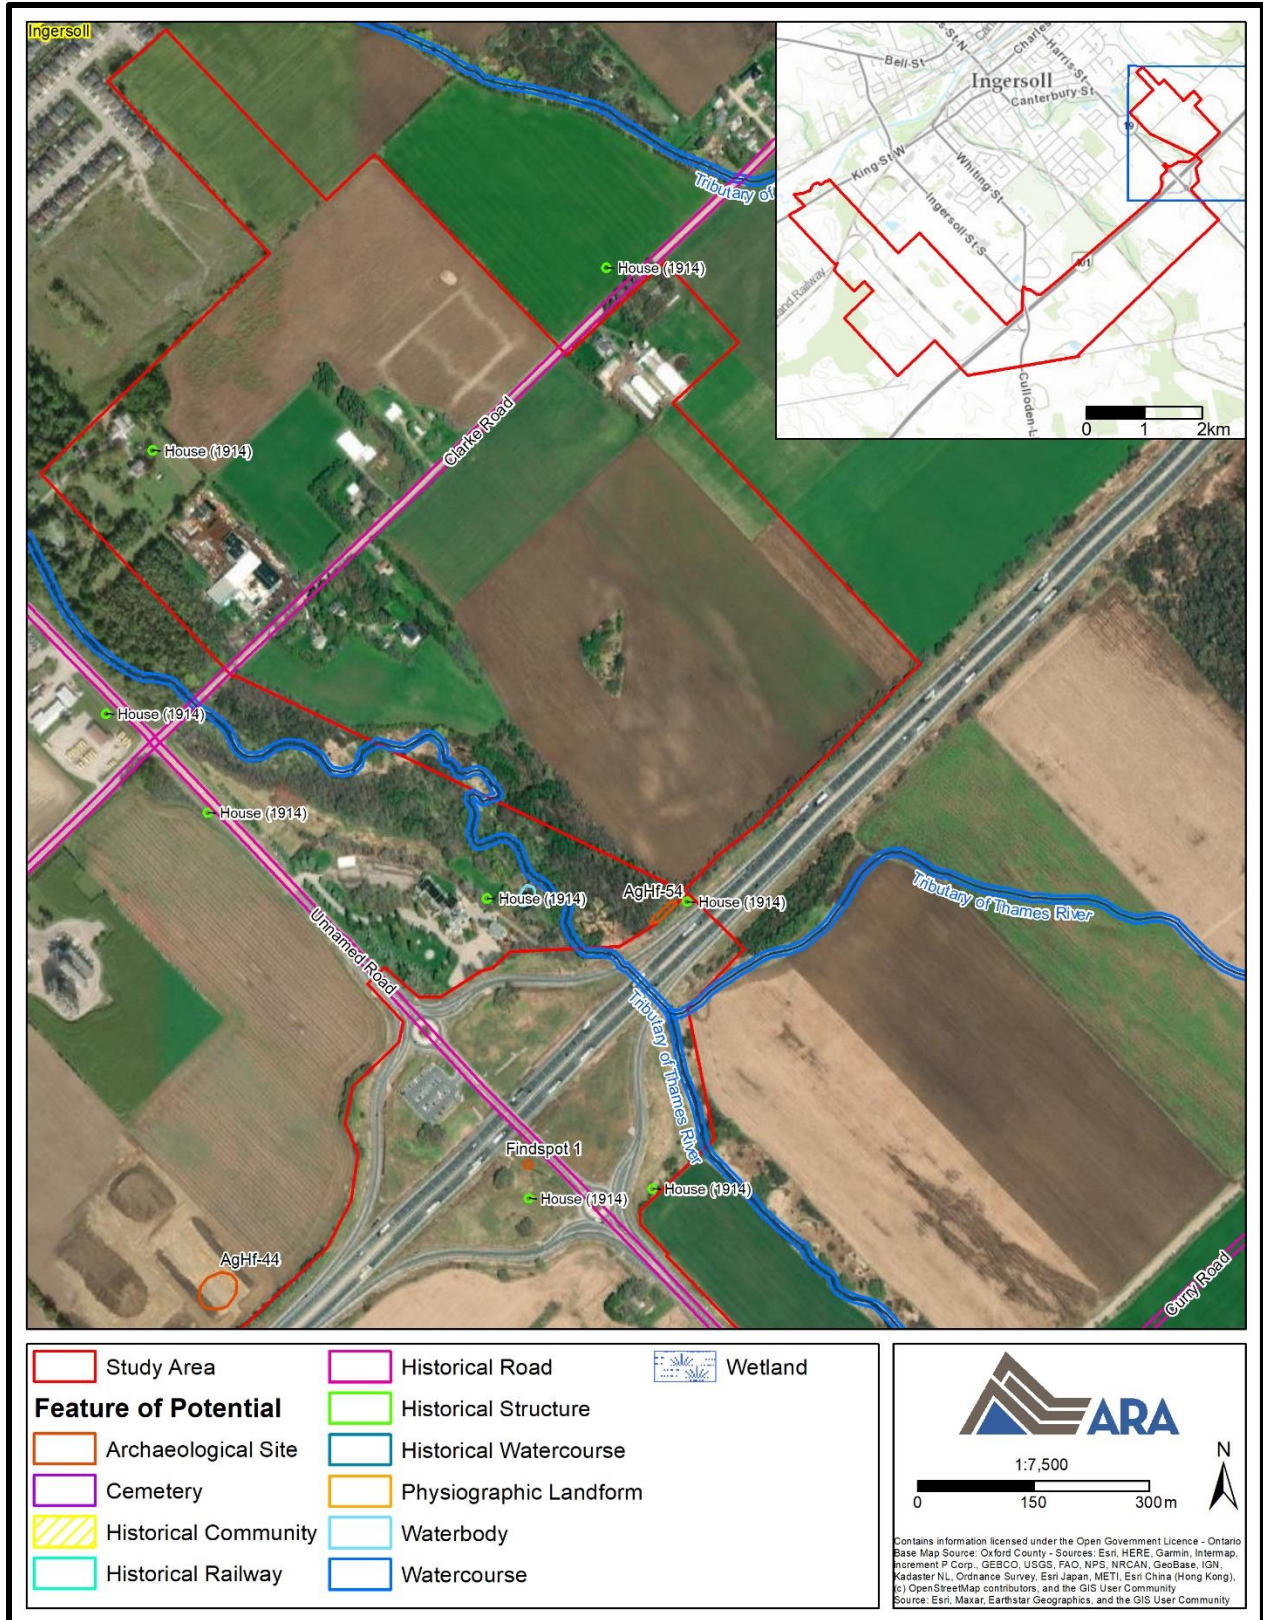 Ingersoll
Tributary of
House (1914)
Clarke Road
House (1914)
House (1914)
House (1914)
House (1914)
AgHf-54
House (1914)
Tributary of Thames River
Unnamed Road
Tributary of Thames River
Findspot 1
House (1914)
House (1914)
AgHf-44
Curry Road
Bell-St
Charles
Harris-St
Ingersoll
Canterbury-St
19
King-St-W
Whiting-St
Ingersoll-St-S
401
and Railway
Culloden-L
0 1 2km
Study Area
Feature of Potential
Archaeological Site
Cemetery
Historical Community
Historical Railway
Historical Road
Historical Structure
Historical Watercourse
Physiographic Landform
Waterbody
Watercourse
Wetland
ARA
1:7,500
0 150 300 m
N
Contains information licensed under the Open Government Licence - Ontario
Base Map Source: Oxford County - Sources: Esri, HERE, Garmin, Intermap,
increment P Corp., GEBCO, USGS, FAO, NPS, NRCAN, GeoBase, IGN,
Kadaster NL, Ordnance Survey, Esri Japan, METI, Esri China (Hong Kong),
(c) OpenStreetMap contributors, and the GIS User Community
Source: Esri, Maxar, Earthstar Geographics, and the GIS User Community